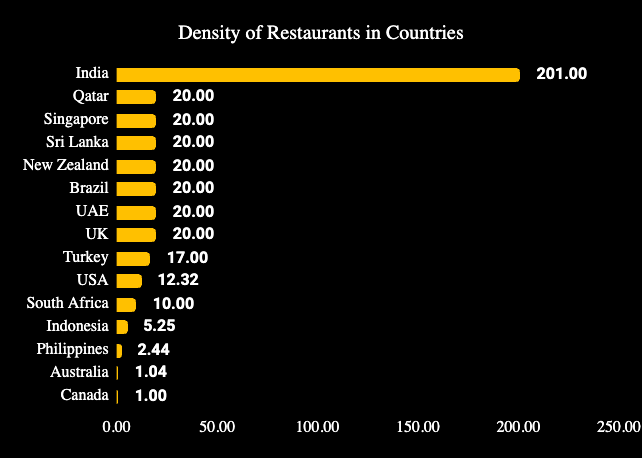 Density of Restaurants in Countries
India 201.00
Qatar 20.00
Singapore 20.00
Sri Lanka 20.00
New Zealand 20.00
Brazil 20.00
UAE 20.00
UK 20.00
Turkey 17.00
USA 12.32
South Africa 10.00
Indonesia 5.25
Philippines 2.44
Australia 1.04
Canada 1.00
0.00 50.00 100.00 150.00 200.00 250.00